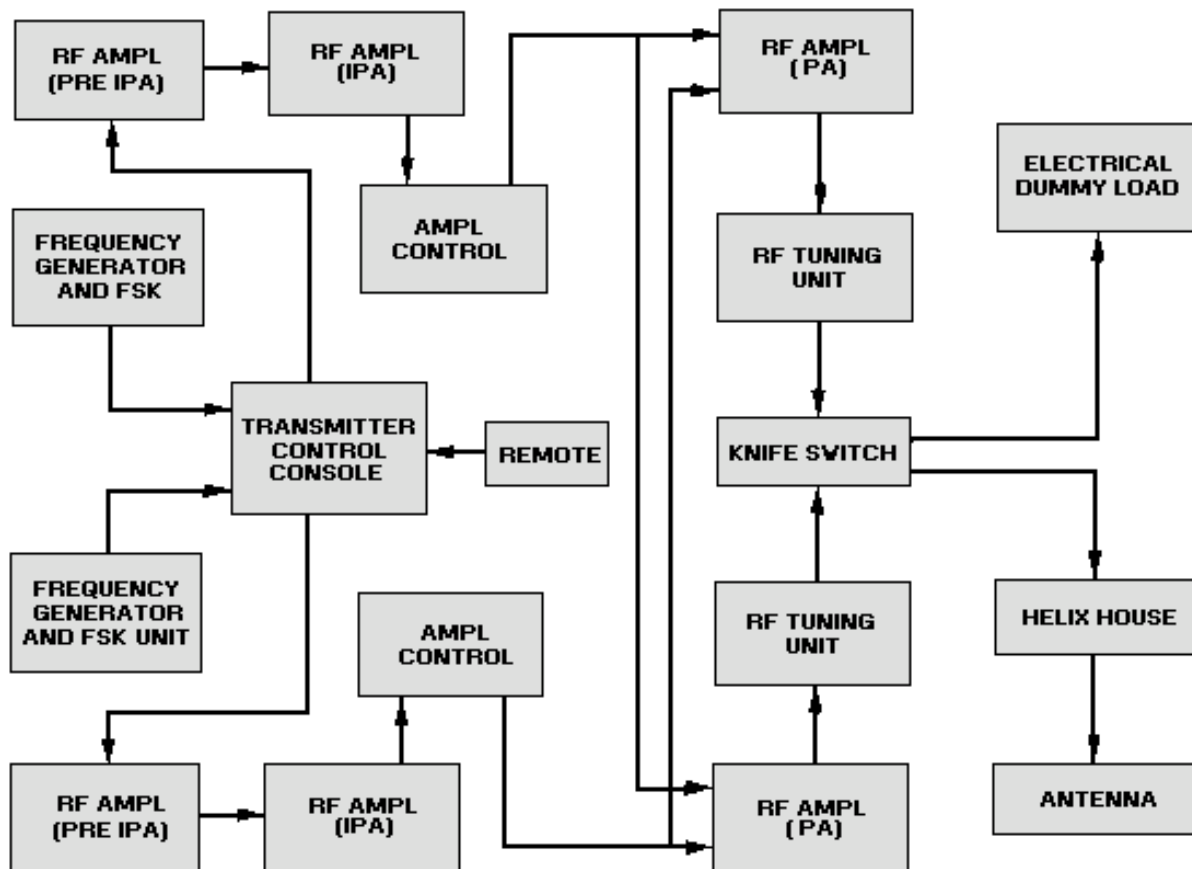 RF AMPL
(PRE IPA)
RF AMPL
(IPA)
RF AMPL
( PA)
ELECTRICAL
DUMMY LOAD
AMPL
CONTROL
FREQUENCY
GENERATOR
AND FSK
RF TUNING
UNIT
TRANSMITTER
CONTROL
CONSOLE
REMOTE
KNIFE SWITCH
FREQUENCY
GENERATOR
AND FSK UNIT
AMPL
CONTROL
RF TUNING
UNIT
HELIX HOUSE
RF AMPL
(PRE IPA)
RF AMPL
(IPA)
RF AMPL
( PA)
ANTENNA